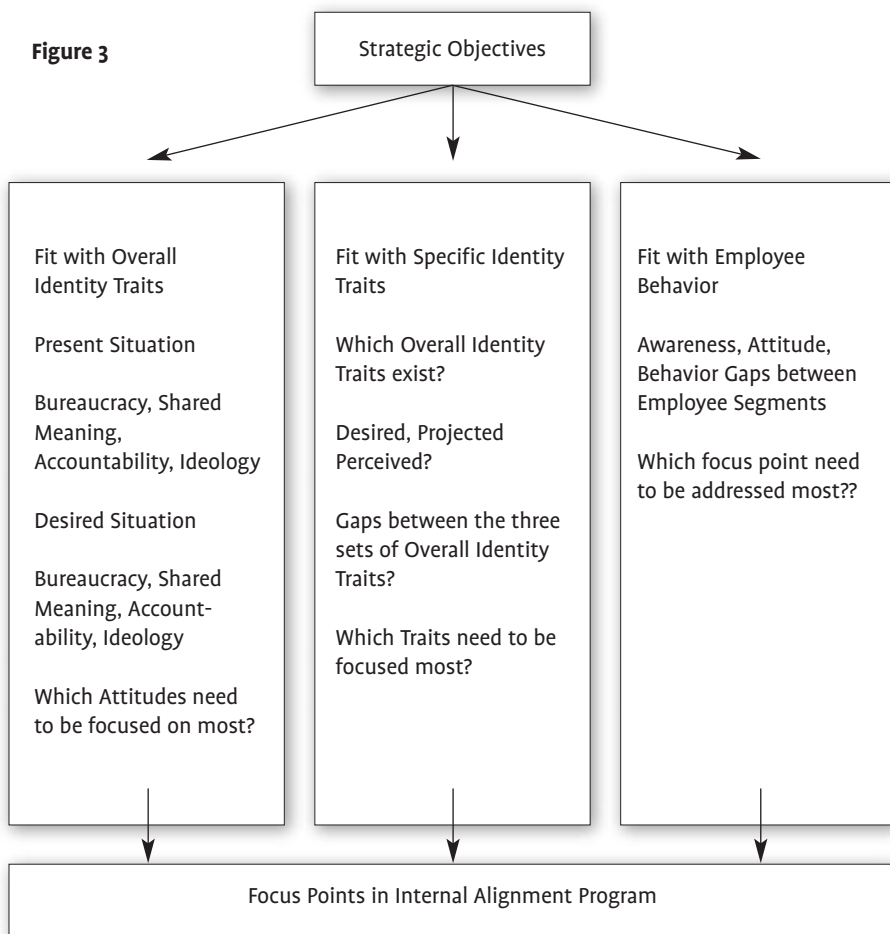 Figure 3
Strategic Objectives
Fit with Overall
Identity Traits
Present Situation
Bureaucracy, Shared
Meaning,
Accountability, Ideology
Desired Situation
Bureaucracy, Shared
Meaning, Account-
ability, Ideology
Which Attitudes need
to be focused on most?
Fit with Specific Identity
Traits
Which Overall Identity
Traits exist?
Desired, Projected
Perceived?
Gaps between the three
sets of Overall Identity
Traits?
Which Traits need to be
focused most?
Fit with Employee
Behavior
Awareness, Attitude,
Behavior Gaps between
Employee Segments
Which focus point need
to be addressed most??
Focus Points in Internal Alignment Program